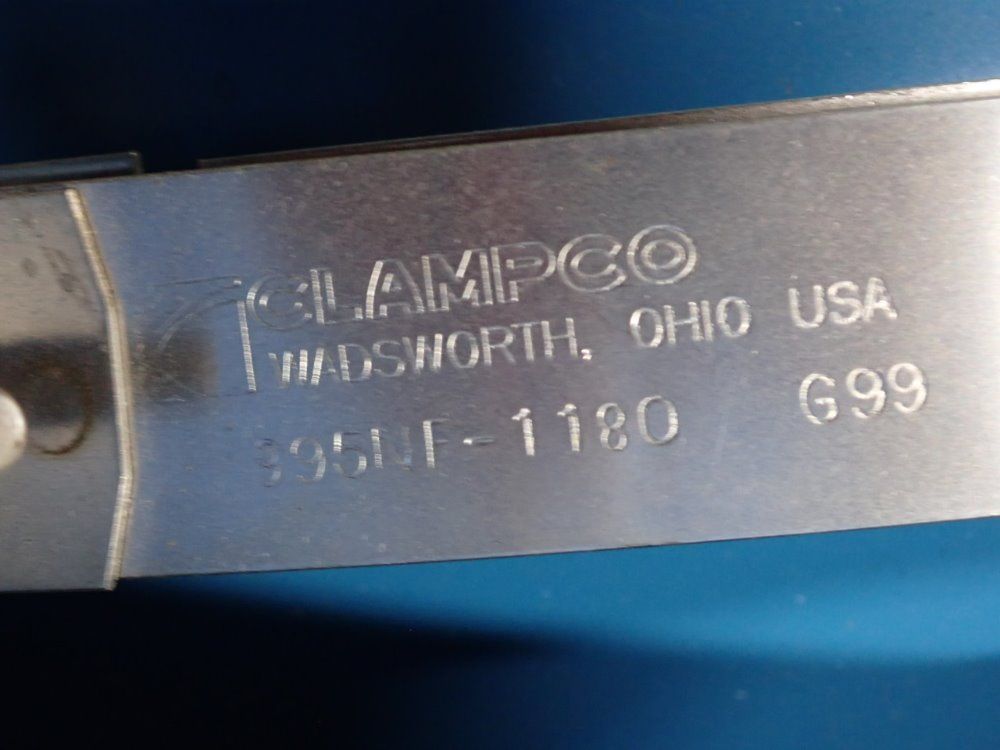 CLAMPCO
WADSWORTH, OHIO USA
395NF-1180 G99